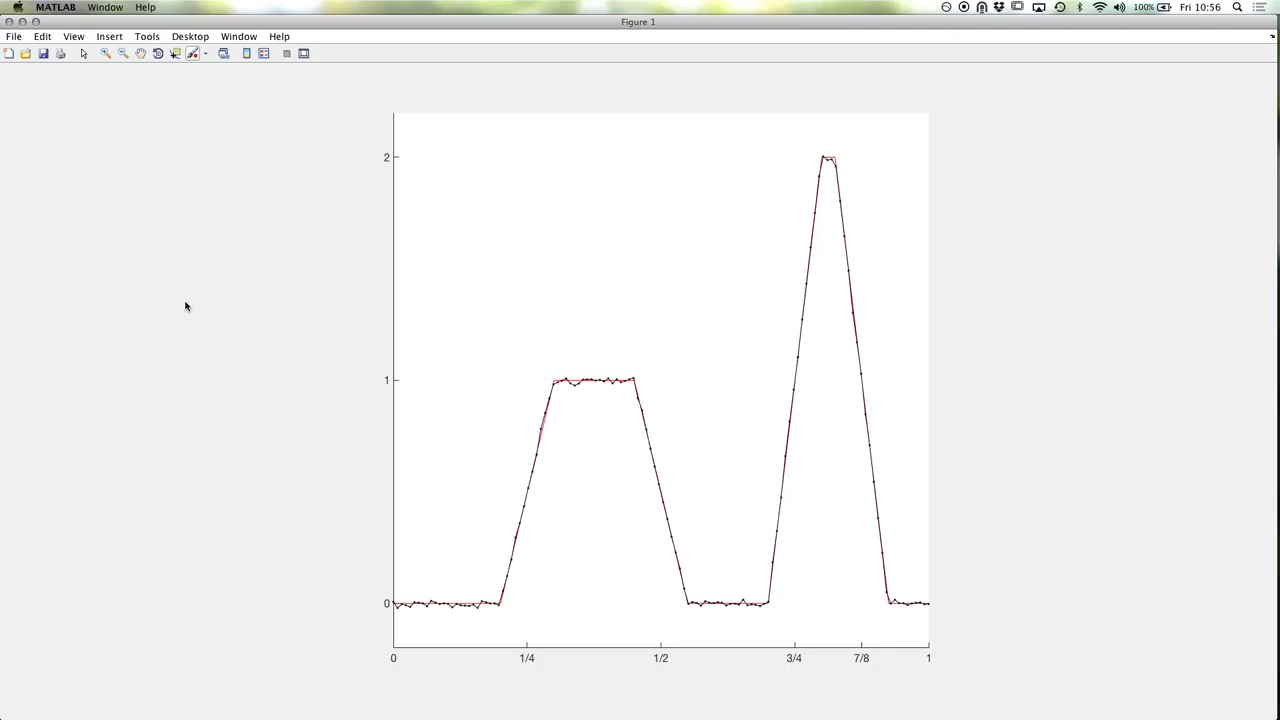 MATLAB Window Help 100% Fri 10:56
Figure 1
File Edit View Insert Tools Desktop Window Help
2
1
0
0 1/4 1/2 3/4 7/8 1